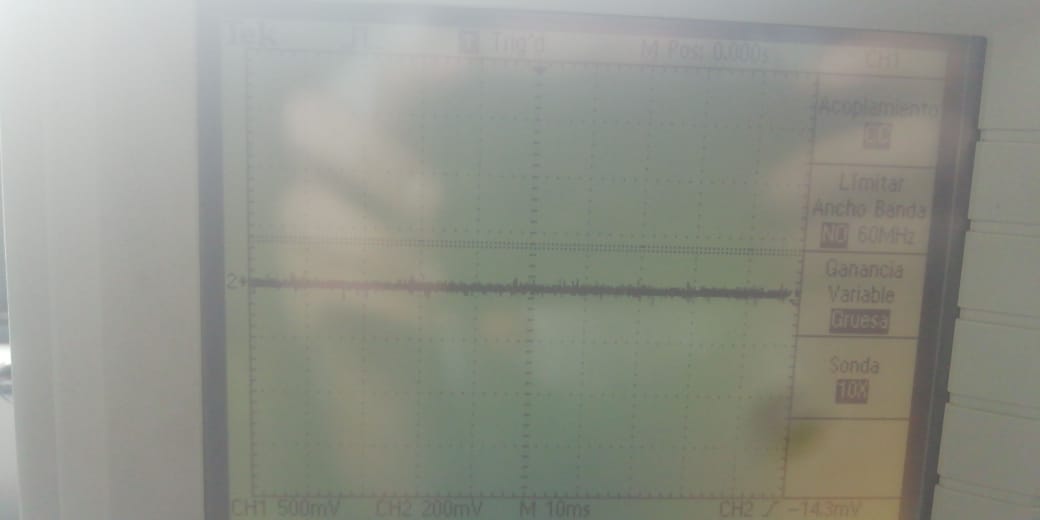 Tek T Trig'd M Pos: 0.000s CH1
Acoplamiento
CC
Limitar
Ancho Banda
NO 60MHz
Ganancia
Variable
Gruesa
Sonda
10X
2
CH1 500mV CH2 200mV M 10ms CH2 -14.3mV